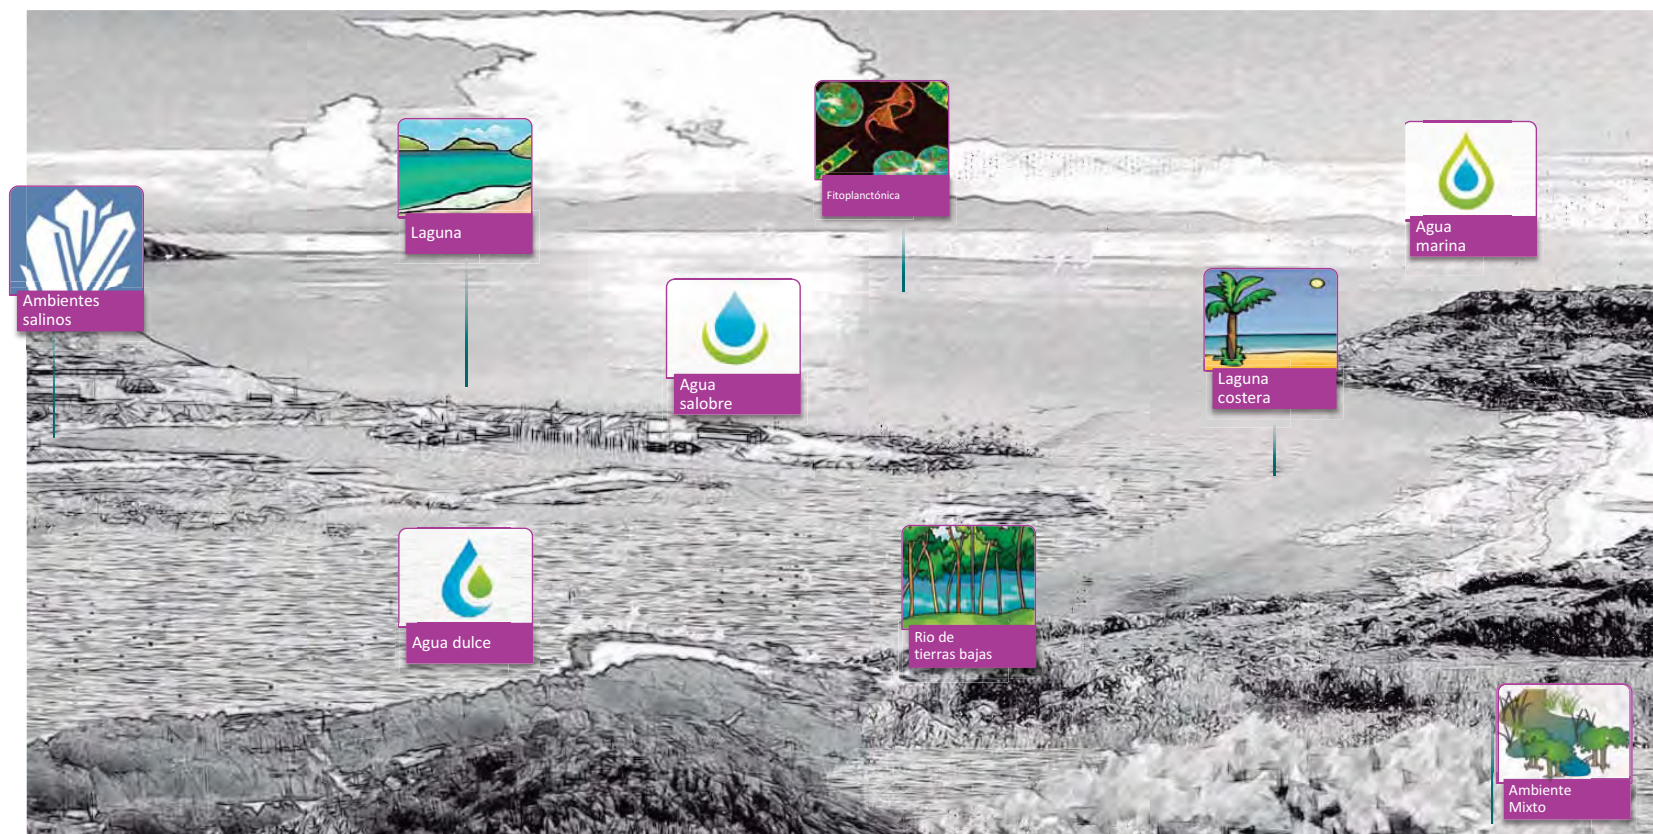 Fitoplanctónica
Laguna
Agua
marina
Ambientes
salinos
Agua
salobre
Laguna
costera
Agua dulce
Rio de
tierras bajas
Ambiente
Mixto